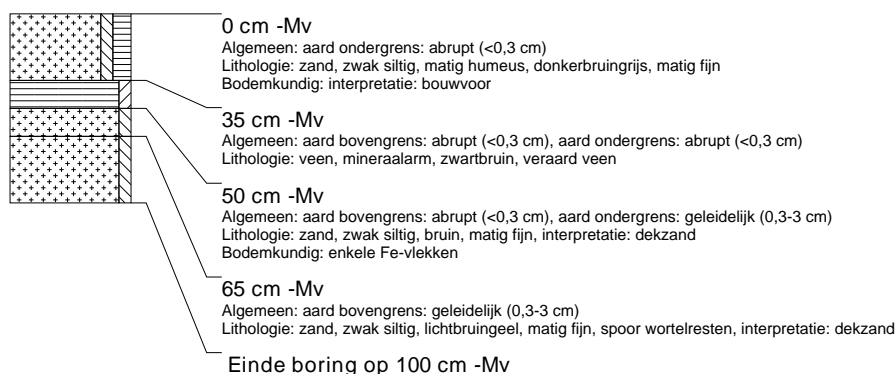 0 cm -Mv
Algemeen: aard ondergrens: abrupt (<0,3 cm)
Lithologie: zand, zwak siltig, matig humeus, donkerbruingrijs, matig fijn
Bodemkundig: interpretatie: bouwvoor
35 cm -Mv
Algemeen: aard bovengrens: abrupt (<0,3 cm), aard ondergrens: abrupt (<0,3 cm)
Lithologie: veen, mineraalarm, zwartbruin, veraard veen
50 cm -Mv
Algemeen: aard bovengrens: abrupt (<0,3 cm), aard ondergrens: geleidelijk (0,3-3 cm)
Lithologie: zand, zwak siltig, bruin, matig fijn, interpretatie: dekzand
Bodemkundig: enkele Fe-vlekken
65 cm -Mv
Algemeen: aard bovengrens: geleidelijk (0,3-3 cm)
Lithologie: zand, zwak siltig, lichtbruingeel, matig fijn, spoor wortelresten, interpretatie: dekzand
Einde boring op 100 cm -Mv